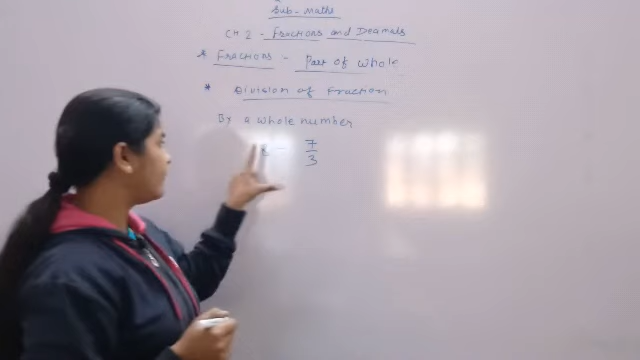 Sub-Maths
CH 2 - Fractions and Decimals
* Fractions - Part of whole
* Division of Fraction
By a whole number
- 7/3